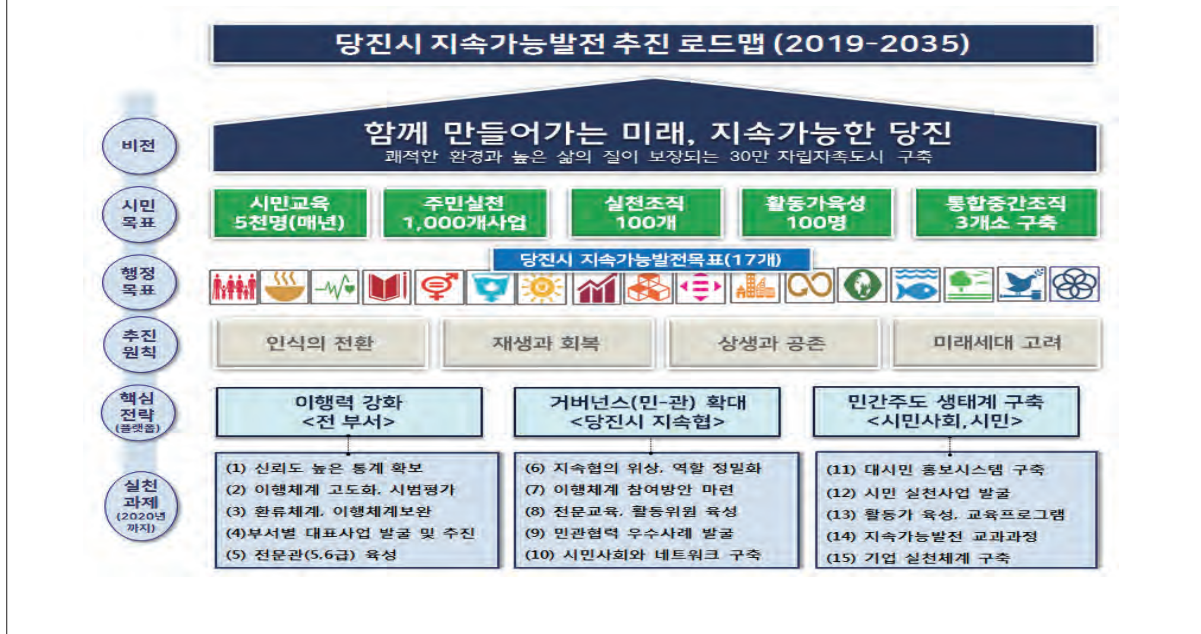 당진시 지속가능발전 추진 로드맵 (2019-2035)
비전
함께 만들어가는 미래, 지속가능한 당진
쾌적한 환경과 높은 삶의 질이 보장되는 30만 자립자족도시 구축
시민
목표
시민교육
5천명(매년)
주민실천
1,000개사업
실천조직
100개
활동가육성
100명
통합중간조직
3개소 구축
행정
목표
당진시 지속가능발전목표(17개)
추진
원칙
인식의 전환
재생과 회복
상생과 공존
미래세대 고려
핵심
전략
(플랫폼)
이행력 강화
<전 부서>
거버넌스(민-관) 확대
<당진시 지속협>
민간주도 생태계 구축
<시민사회,시민>
실천
과제
(2020년
까지)
(1) 신뢰도 높은 통계 확보
(2) 이행체계 고도화, 시범평가
(3) 환류체계, 이행체계보완
(4)부서별 대표사업 발굴 및 추진
(5) 전문관(5.6급) 육성
(6) 지속협의 위상, 역할 정밀화
(7) 이행체계 참여방안 마련
(8) 전문교육, 활동위원 육성
(9) 민관협력 우수사례 발굴
(10) 시민사회와 네트워크 구축
(11) 대시민 홍보시스템 구축
(12) 시민 실천사업 발굴
(13) 활동가 육성, 교육프로그램
(14) 지속가능발전 교과과정
(15) 기업 실천체계 구축